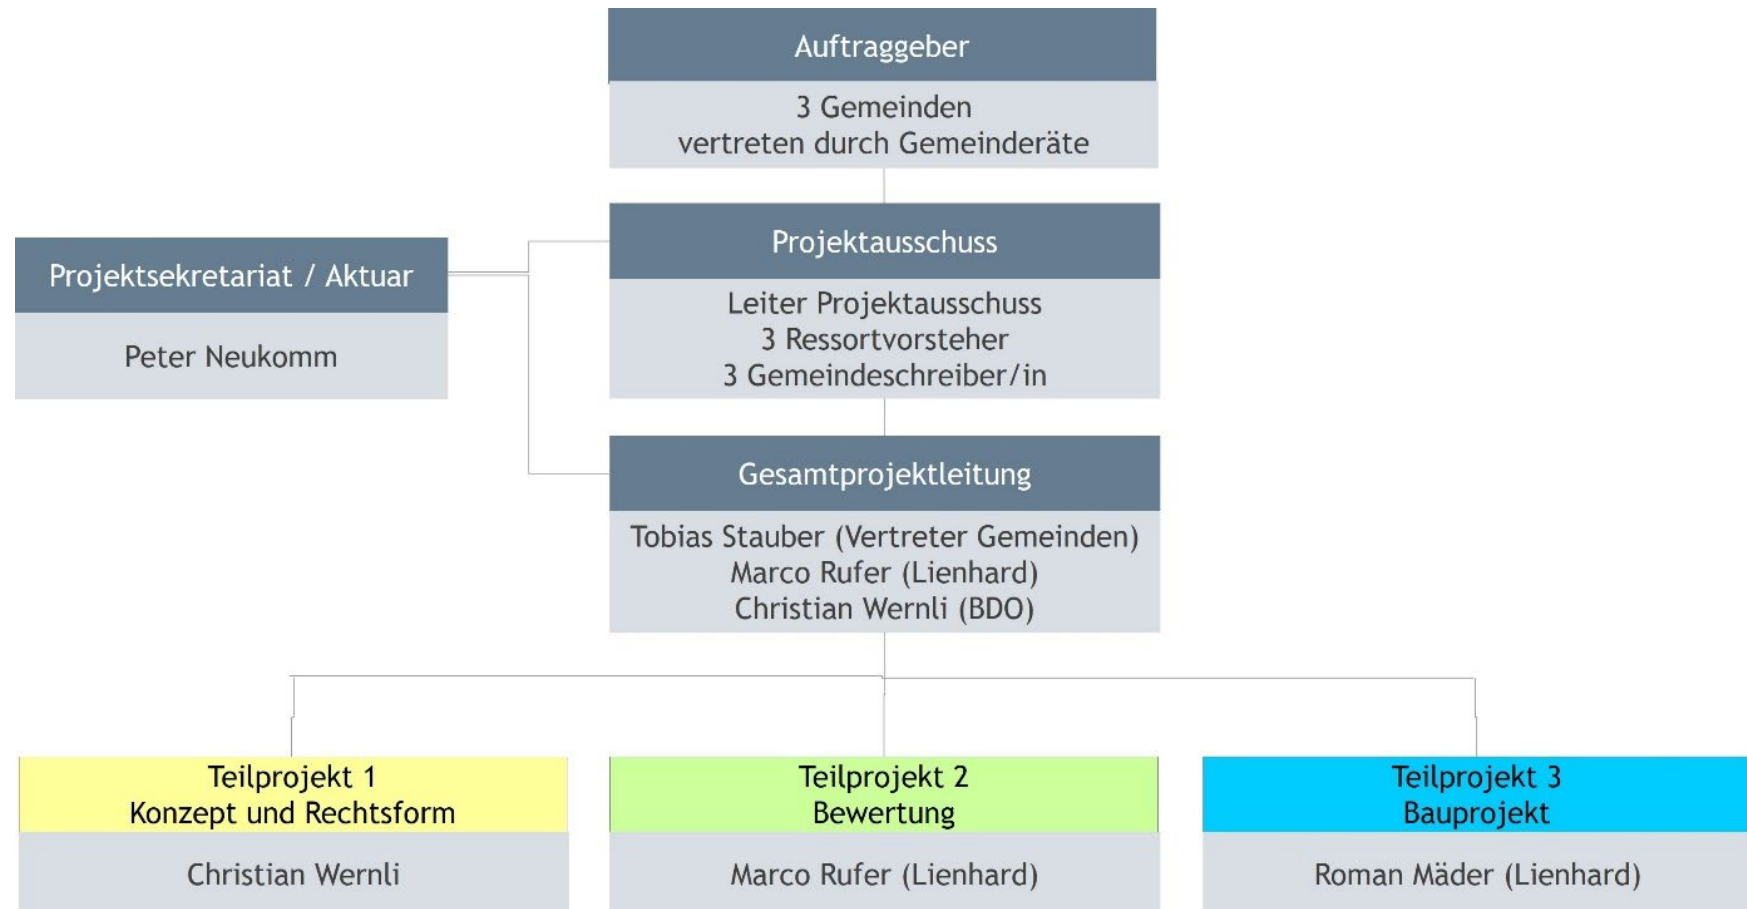 Auftraggeber
3 Gemeinden
vertreten durch Gemeinderäte
Projektausschuss
Leiter Projektausschuss
3 Ressortvorsteher
3 Gemeindeschreiber/in
Projektsekretariat / Aktuar
Peter Neukomm
Gesamtprojektleitung
Tobias Stauber (Vertreter Gemeinden)
Marco Rufer (Lienhard)
Christian Wernli (BDO)
Teilprojekt 1
Konzept und Rechtsform
Christian Wernli
Teilprojekt 2
Bewertung
Marco Rufer (Lienhard)
Teilprojekt 3
Bauprojekt
Roman Mäder (Lienhard)